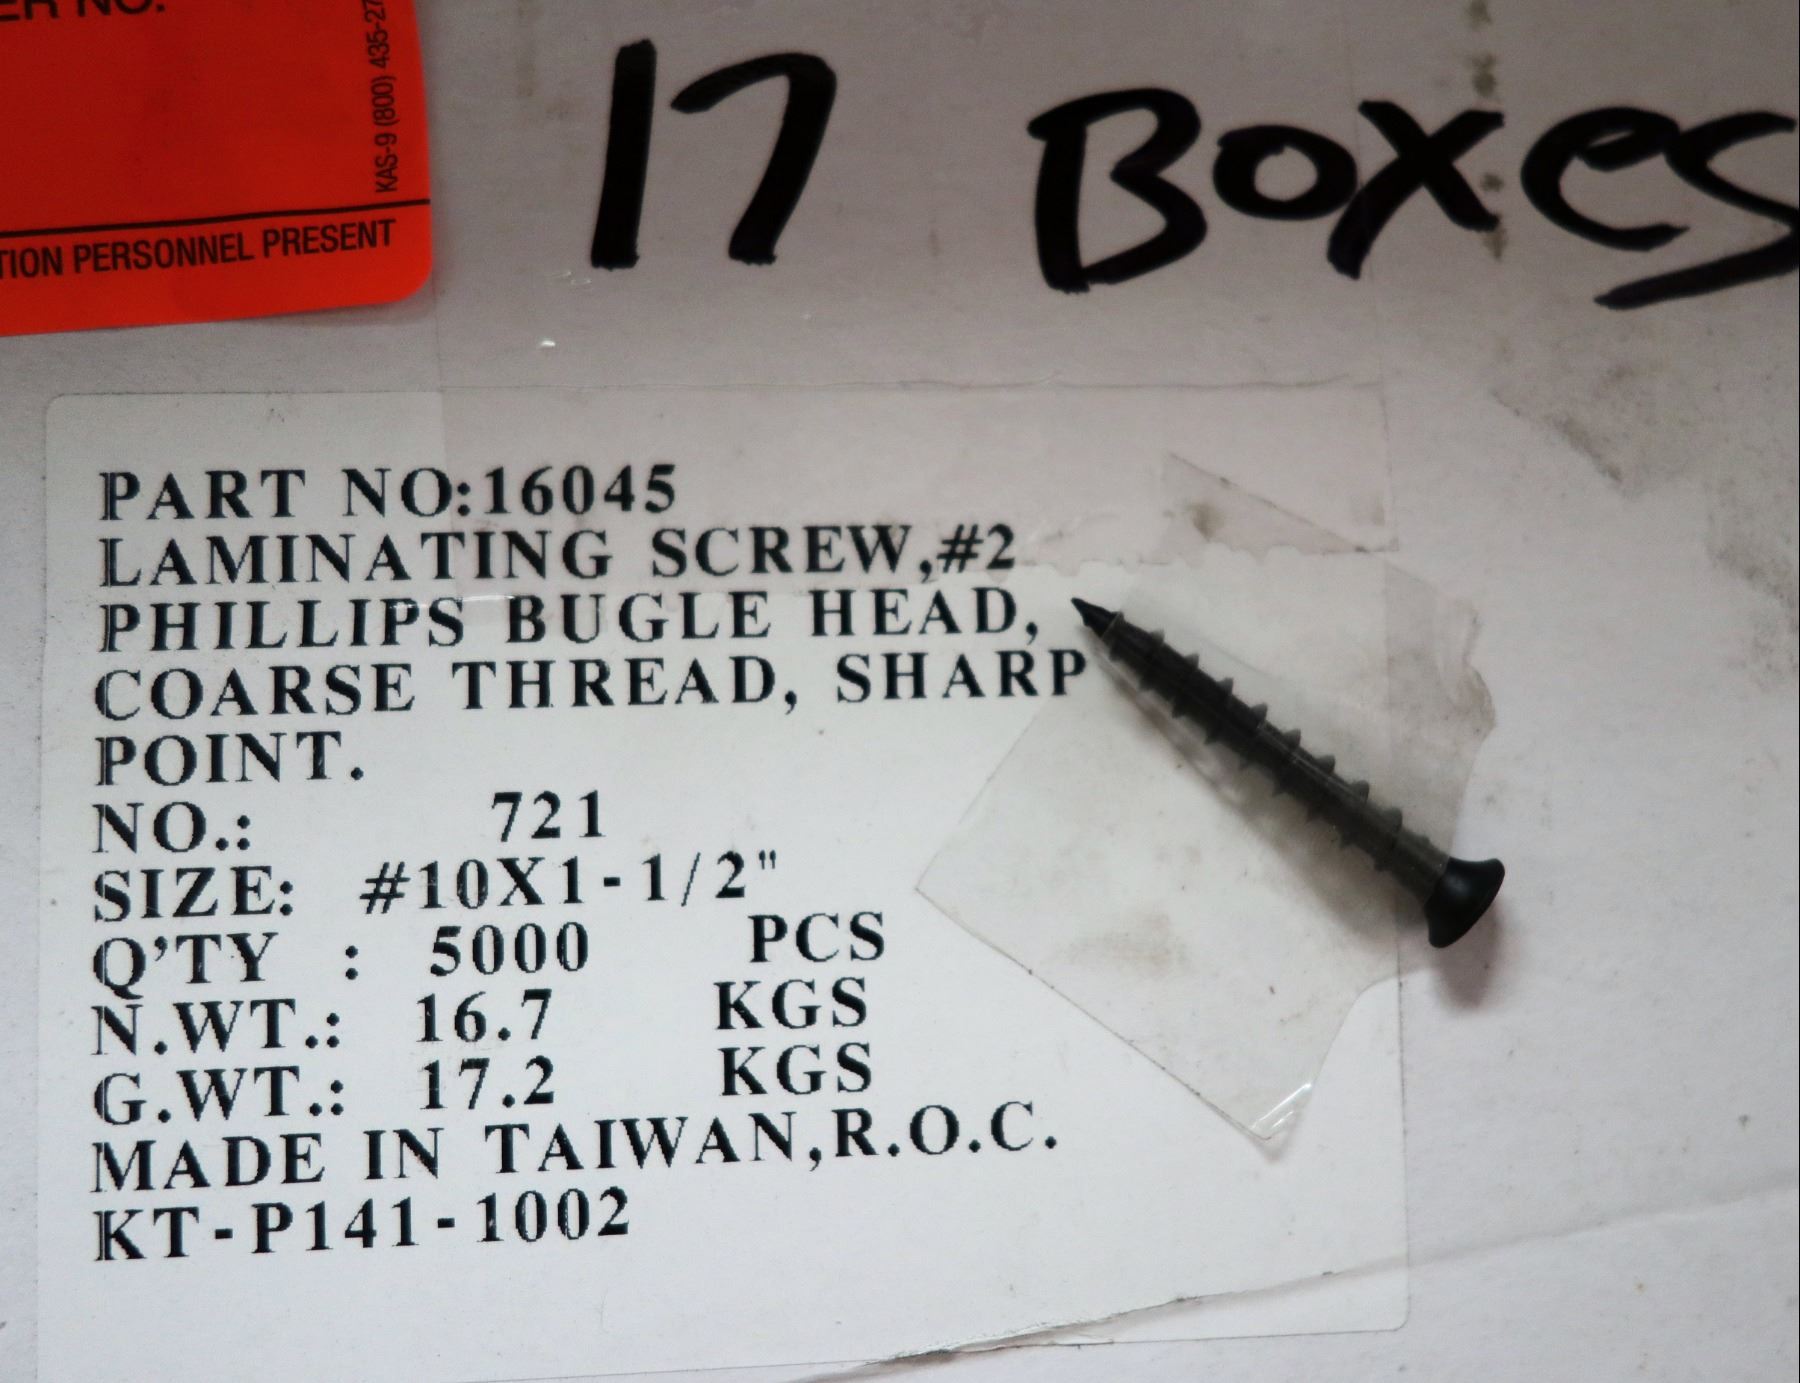 ER NO.
KAS-9 (800) 435-27
TION PERSONNEL PRESENT
17 Boxes
PART NO:16045
LAMINATING SCREW,#2
PHILLIPS BUGLE HEAD,
COARSE THREAD, SHARP
POINT.
NO.: 721
SIZE: #10X1-1/2"
Q'TY : 5000 PCS
N.WT.: 16.7 KGS
G.WT.: 17.2 KGS
MADE IN TAIWAN,R.O.C.
KT-P141-1002